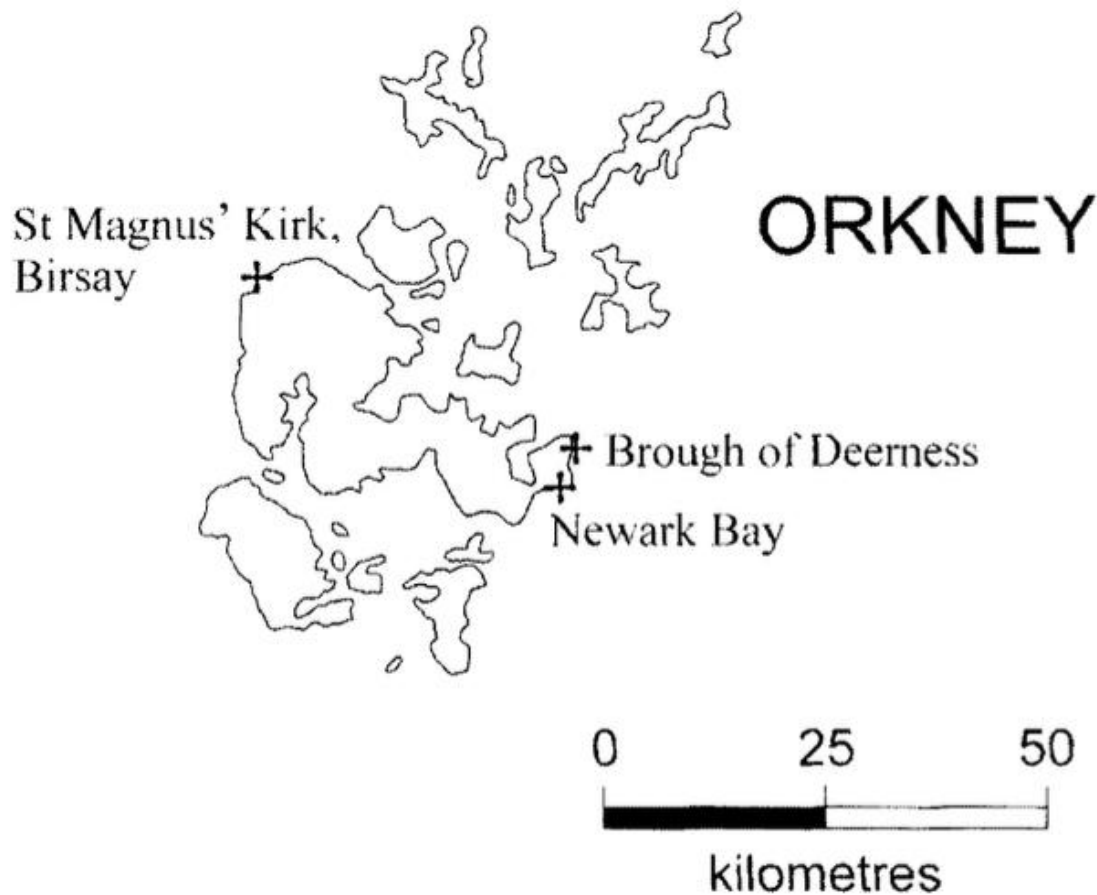 St Magnus' Kirk,
Birsay
ORKNEY
Brough of Deerness
Newark Bay
0 25 50
kilometres